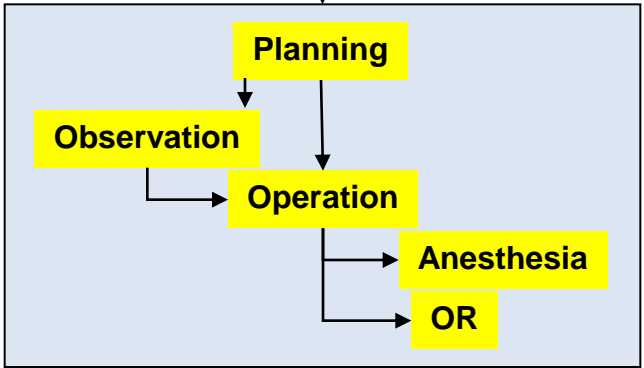 Planning
Observation
Operation
Anesthesia
OR